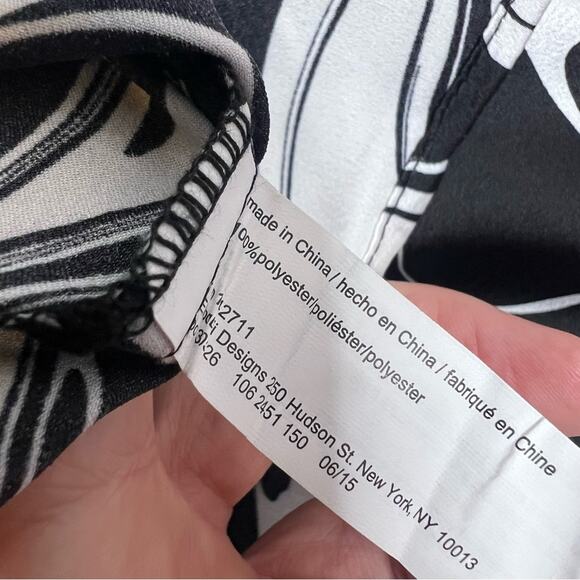 made in China / hecho en China / fabriqué en Chine
100%polyester/poliéster/polyester
Designs 250 Hudson St. New York, NY 10013
106 2451 150 06/15